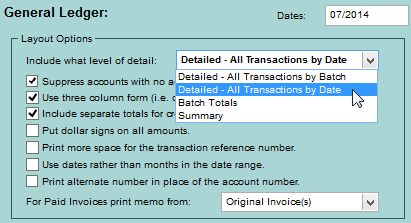 General Ledger:
Dates: 07/2014
Layout Options
Include what level of detail: Detailed - All Transactions by Date
Detailed - All Transactions by Batch
Detailed - All Transactions by Date
Batch Totals
Summary
Suppress accounts with no a
Use three column form (i.e.
Include separate totals for cr
Put dollar signs on all amounts.
Print more space for the transaction reference number.
Use dates rather than months in the date range.
Print alternate number in place of the account number.
For Paid Invoices print memo from: Original Invoice(s)